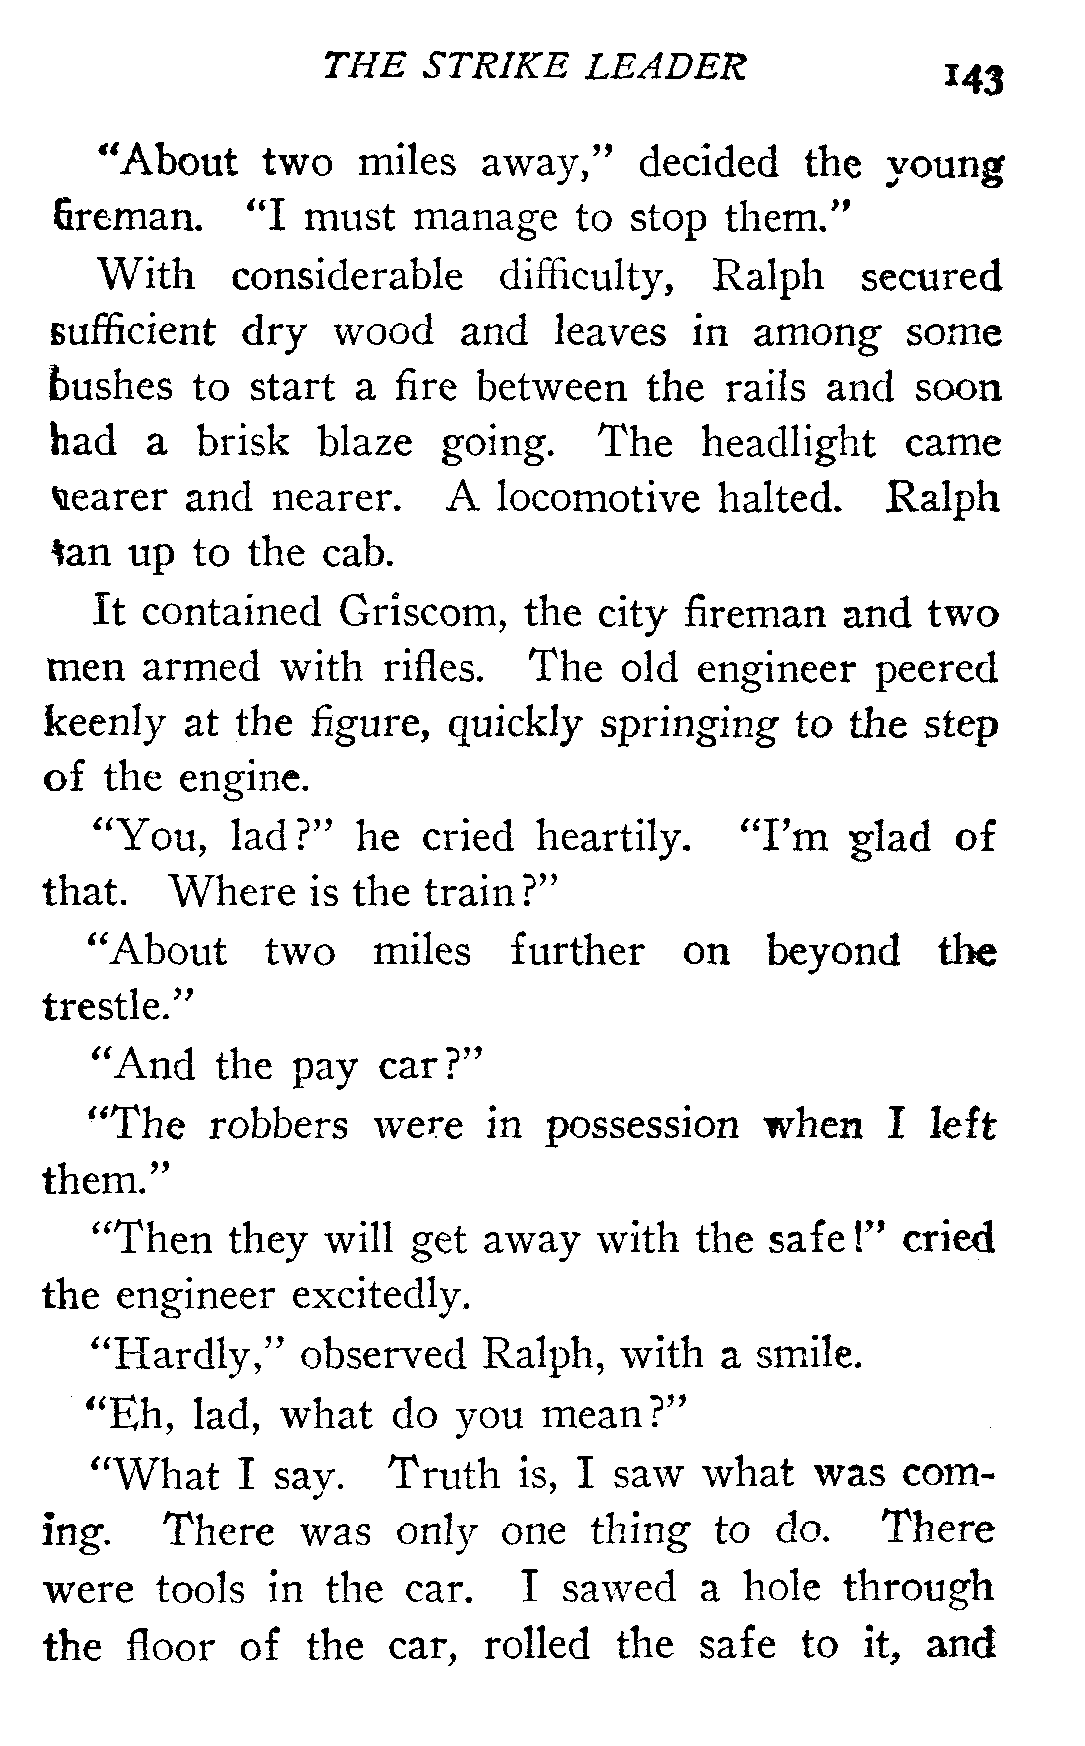 THE STRIKE LEADER 143
"About two miles away," decided the young
fireman. "I must manage to stop them."
With considerable difficulty, Ralph secured
sufficient dry wood and leaves in among some
bushes to start a fire between the rails and soon
had a brisk blaze going. The headlight came
nearer and nearer. A locomotive halted. Ralph
ran up to the cab.
It contained Griscom, the city fireman and two
men armed with rifles. The old engineer peered
keenly at the figure, quickly springing to the step
of the engine.
"You, lad?" he cried heartily. "I'm glad of
that. Where is the train?"
"About two miles further on beyond the
trestle."
"And the pay car?"
"The robbers were in possession when I left
them."
"Then they will get away with the safe!" cried
the engineer excitedly.
"Hardly," observed Ralph, with a smile.
"Eh, lad, what do you mean?"
"What I say. Truth is, I saw what was com-
ing. There was only one thing to do. There
were tools in the car. I sawed a hole through
the floor of the car, rolled the safe to it, and